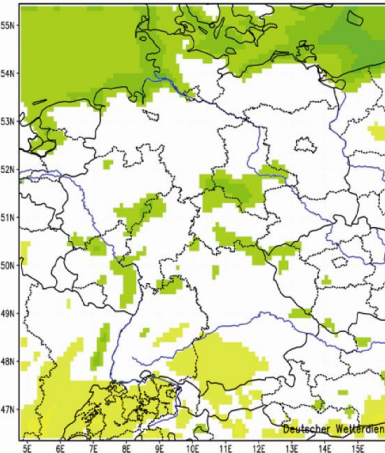 55N
54N
53N
52N
51N
50N
49N
48N
47N
Deutscher Wetterdien
5E 6E 7E 8E 9E 10E 11E 12E 13E 14E 15E